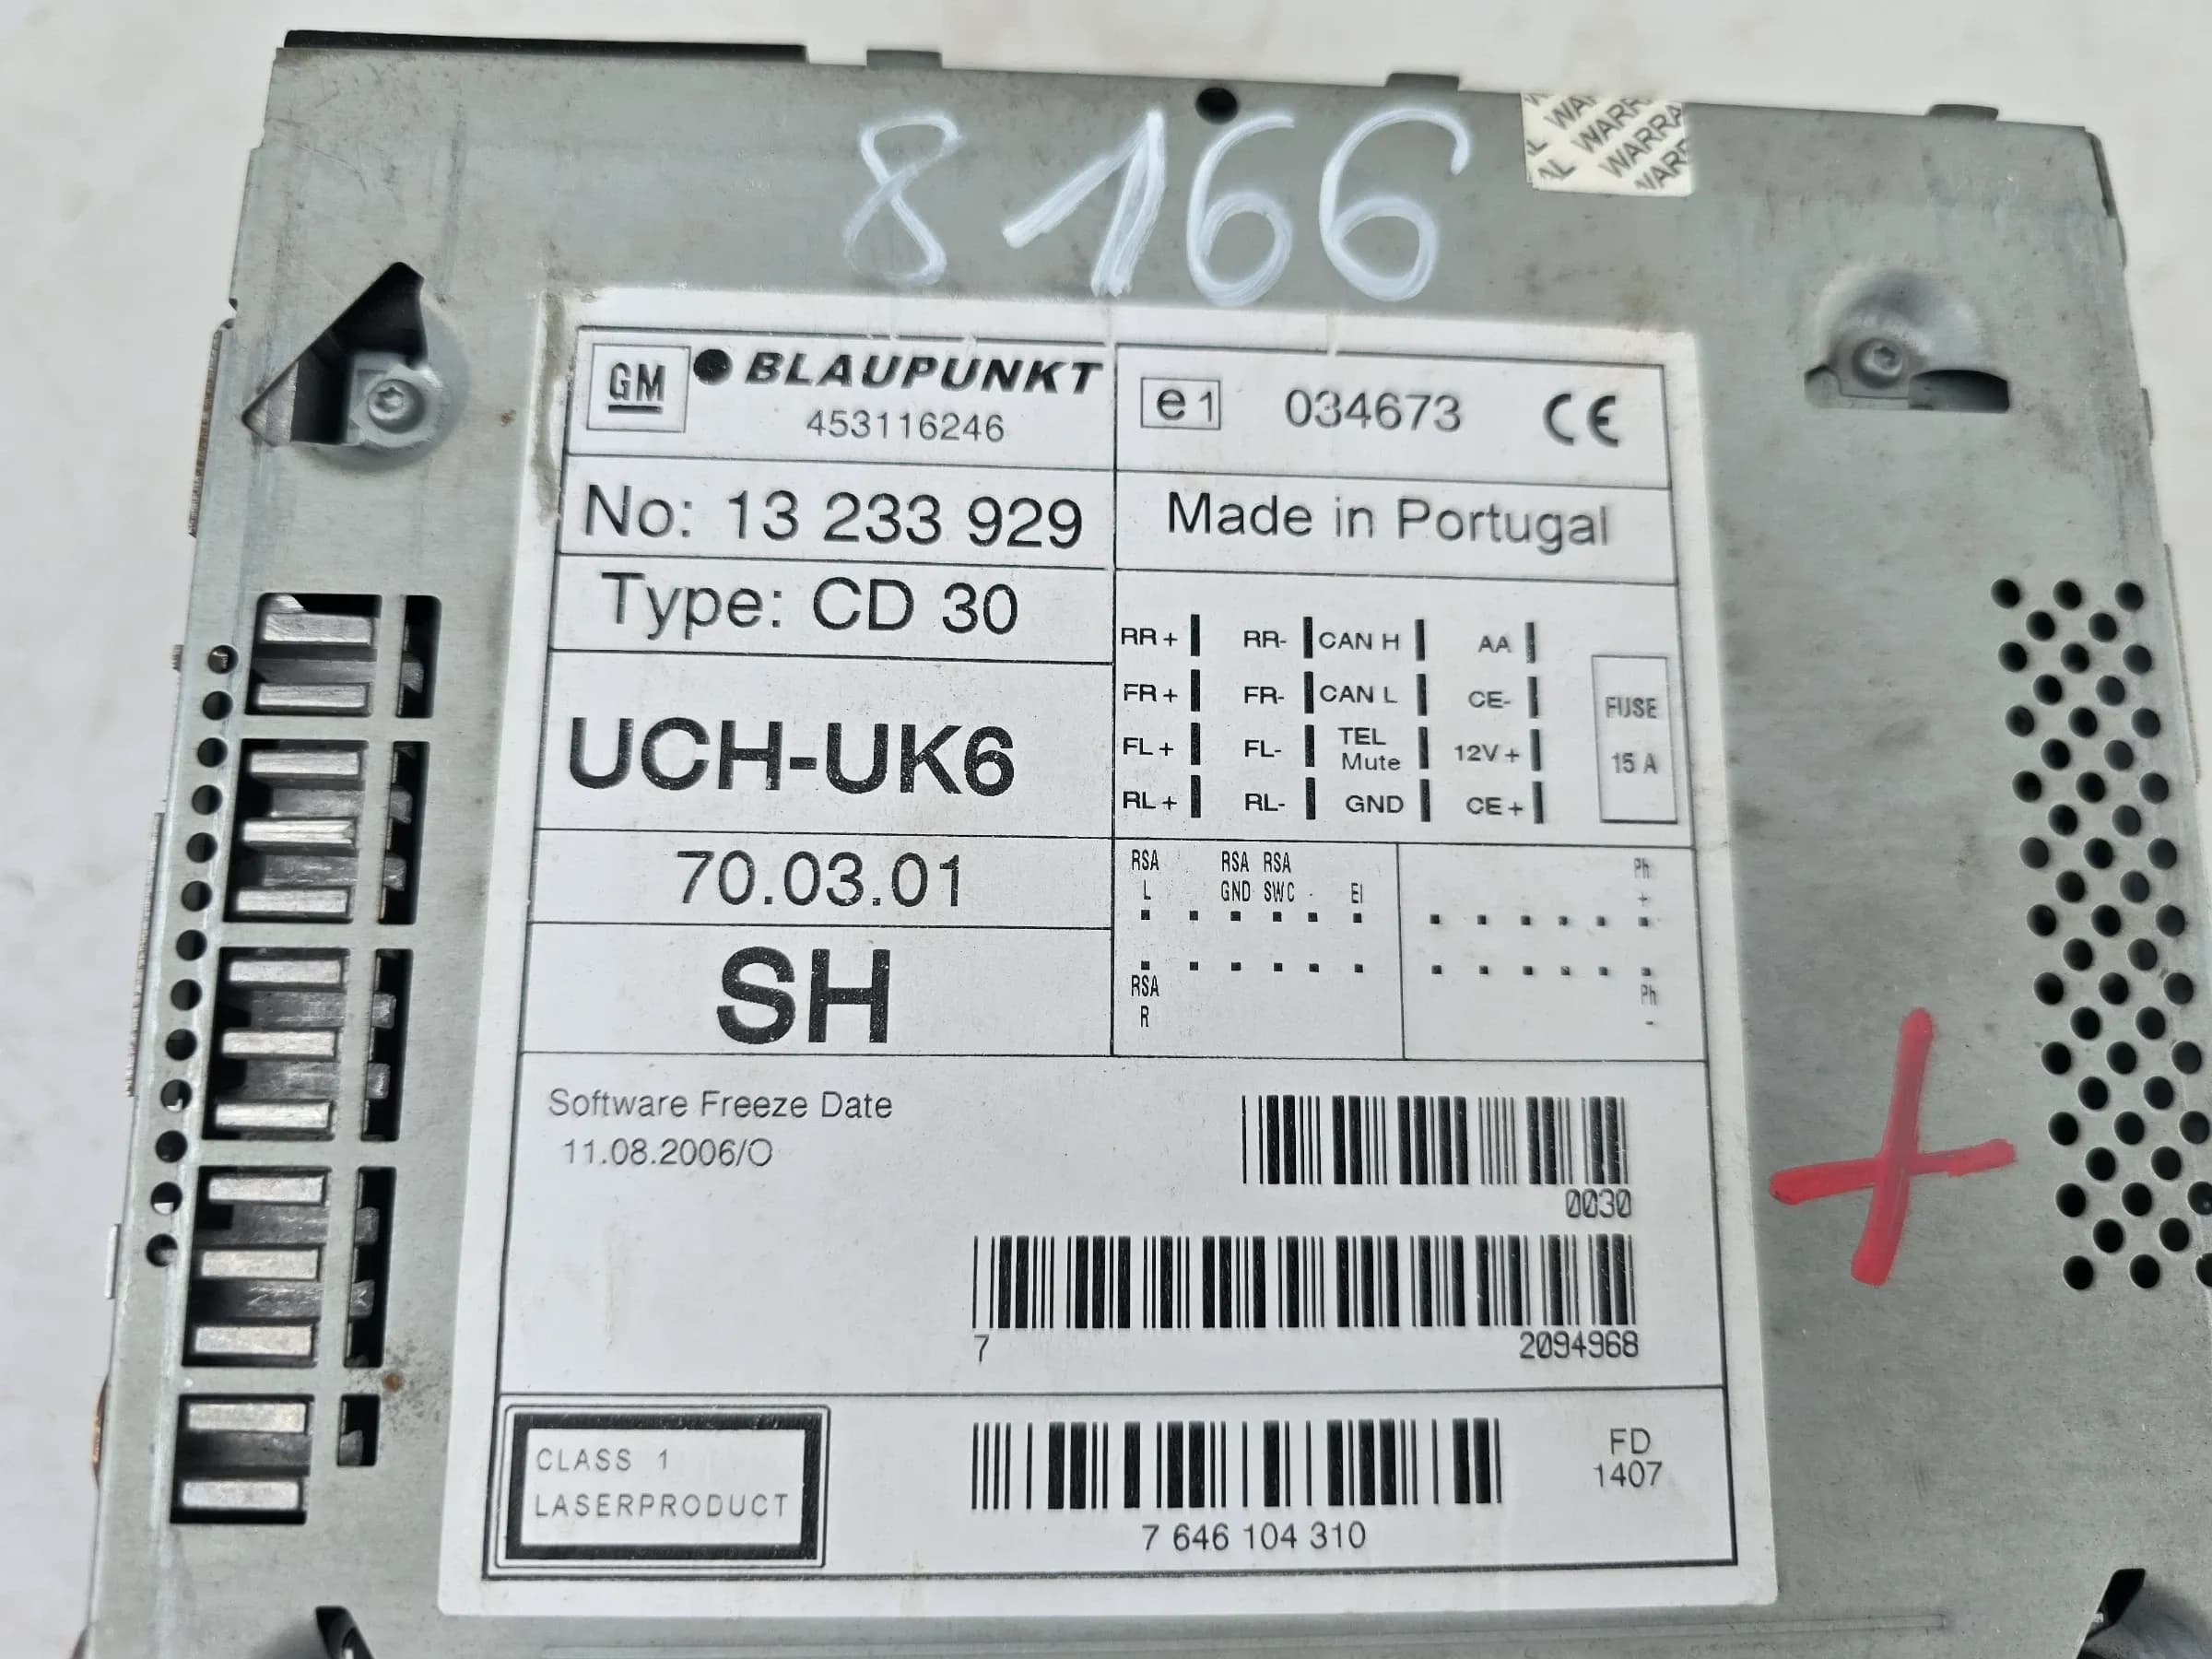 8166
WARRA
WARRA
GM
BLAUPUNKT
453116246
e1 034673 CE
No: 13 233 929
Made in Portugal
Type: CD 30
UCH-UK6
70.03.01
SH
RR + RR- CAN H AA
FR + FR- CAN L CE-
FL + FL- TEL Mute 12V +
RL + RL- GND CE +
FUSE
15 A
RSA RSA RSA
L GND SWC - EI
Ph
+
RSA
R
Ph
-
Software Freeze Date
11.08.2006/O
0030
7 2094968
CLASS 1
LASERPRODUCT
7 646 104 310
FD
1407